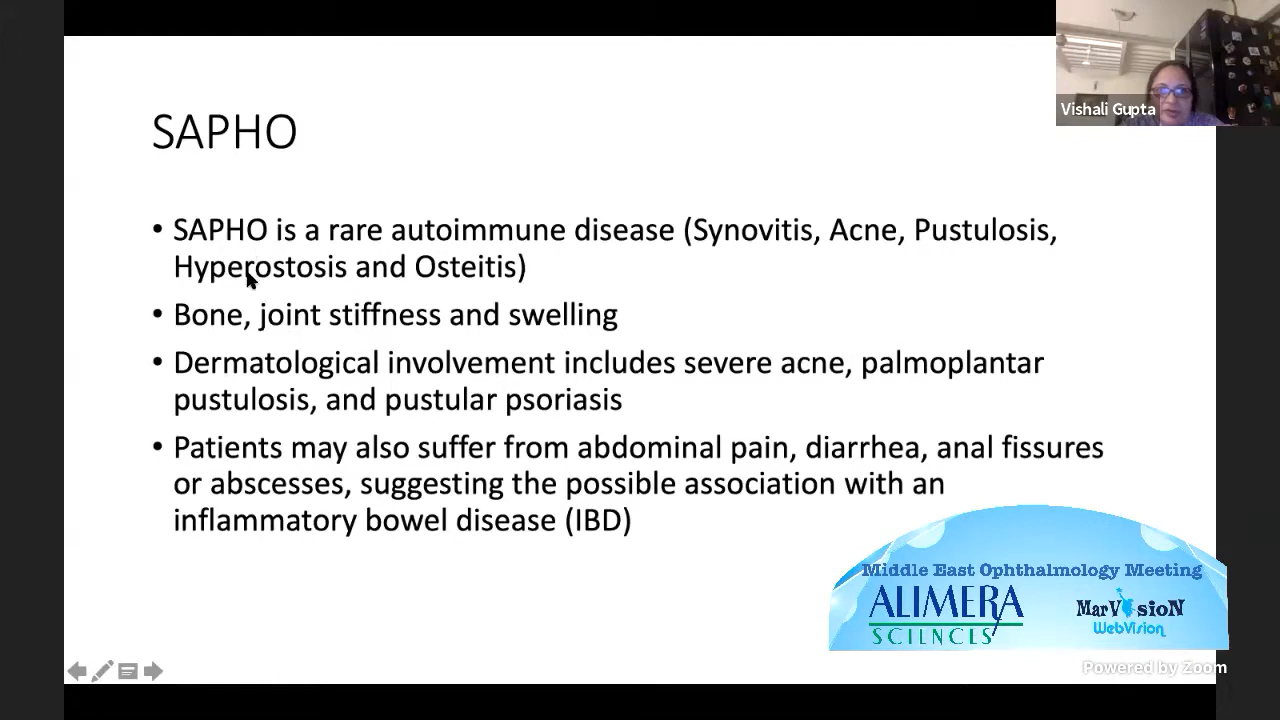 Vishali Gupta
SAPHO
• SAPHO is a rare autoimmune disease (Synovitis, Acne, Pustulosis,
Hyperostosis and Osteitis)
• Bone, joint stiffness and swelling
• Dermatological involvement includes severe acne, palmoplantar
pustulosis, and pustular psoriasis
• Patients may also suffer from abdominal pain, diarrhea, anal fissures
or abscesses, suggesting the possible association with an
inflammatory bowel disease (IBD)
Middle East Ophthalmology Meeting
ALIMERA
SCIENCES
MarVisioN
WebVision
Powered by Zoom